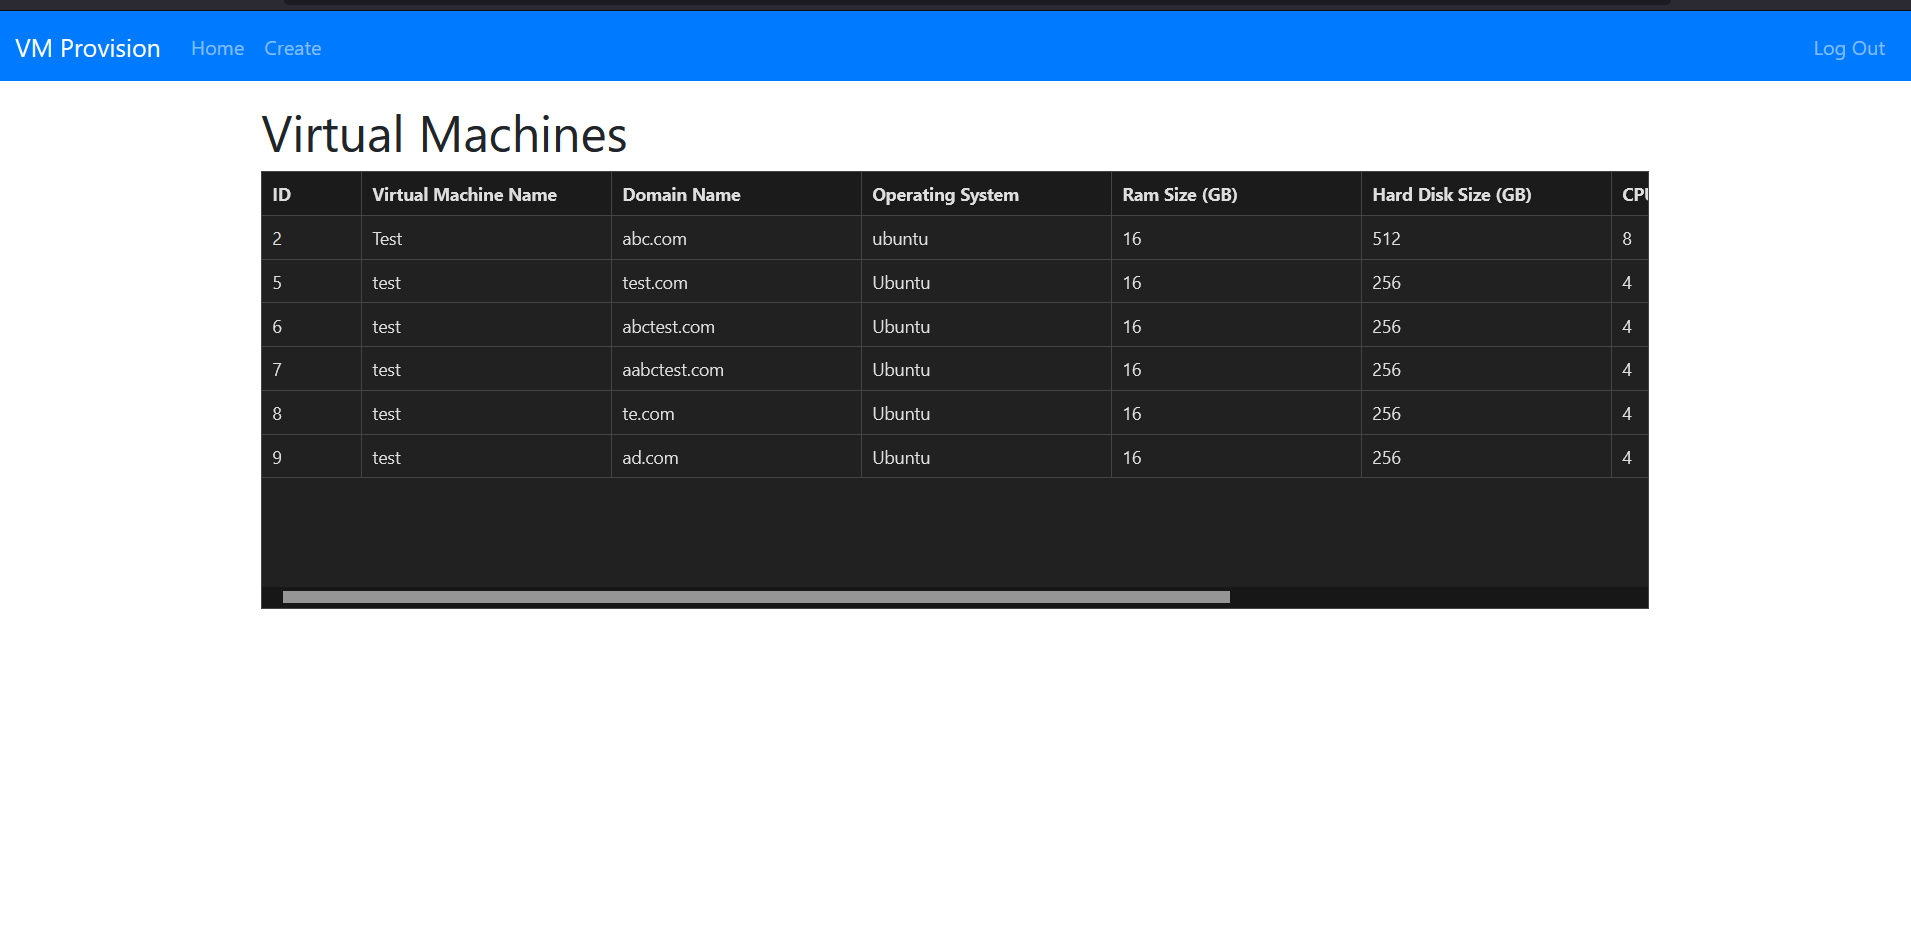 VM Provision Home Create Log Out
Virtual Machines
ID Virtual Machine Name Domain Name Operating System Ram Size (GB) Hard Disk Size (GB)
2 Test abc.com ubuntu 16 512 8
5 test test.com Ubuntu 16 256 4
6 test abctest.com Ubuntu 16 256 4
7 test aabctest.com Ubuntu 16 256 4
8 test te.com Ubuntu 16 256 4
9 test ad.com Ubuntu 16 256 4